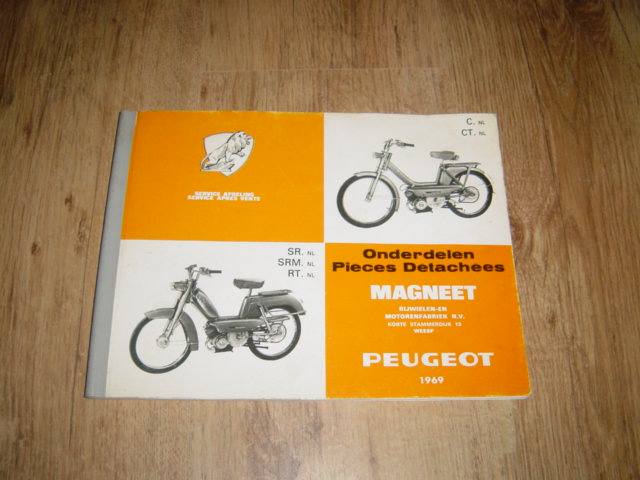 SERVICE AFDELING
SERVICE APRES VENTE
C. NL
CT. NL
SR. NL
SRM. NL
RT. NL
Onderdelen
Pieces Detachees
MAGNEET
RIJWIELEN-EN
MOTORENFABRIEK N.V.
KORTE STAMMERDIJK 13
WEESP
PEUGEOT
1969